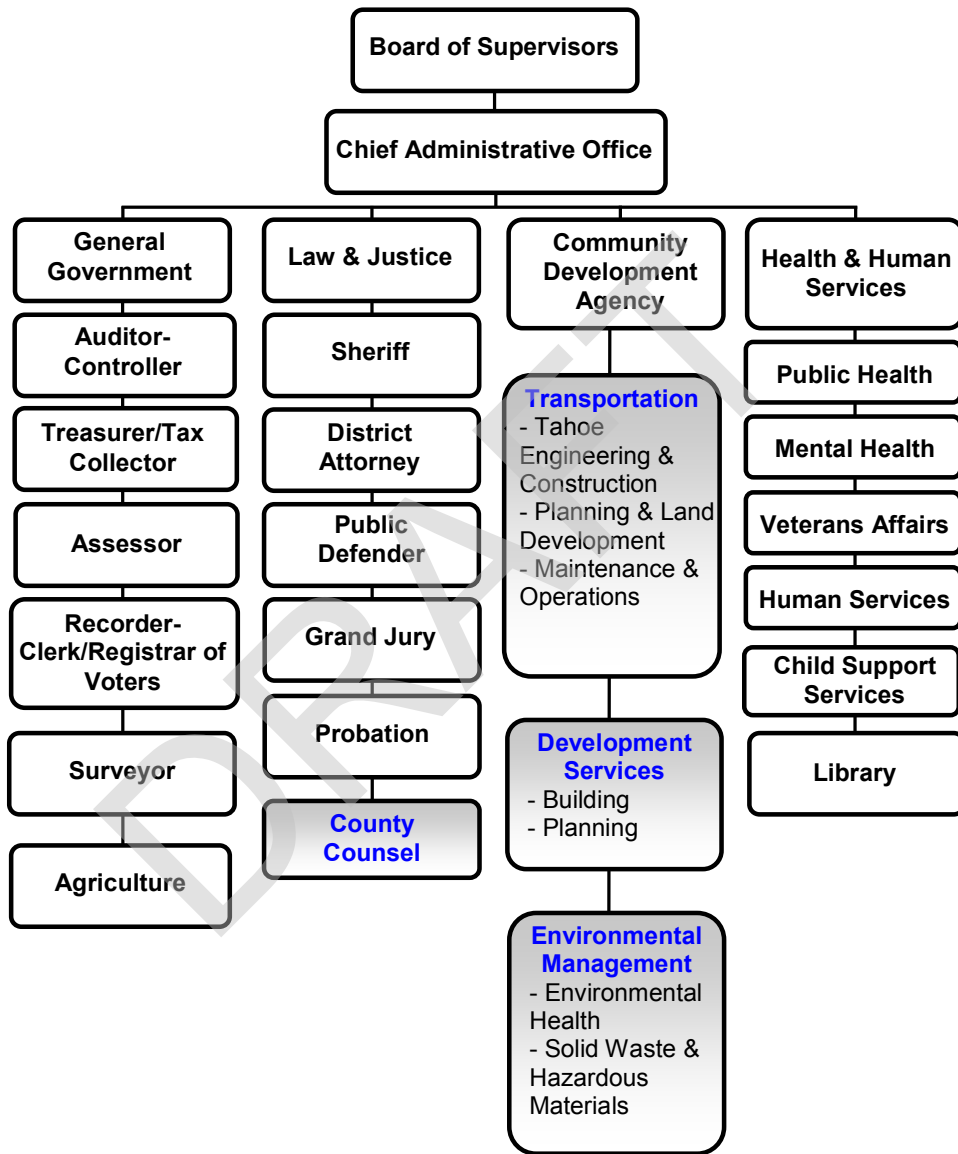 Board of Supervisors
Chief Administrative Office
General
Government
Auditor-
Controller
Treasurer/Tax
Collector
Assessor
Recorder-
Clerk/Registrar of
Voters
Surveyor
Agriculture
Law & Justice
Sheriff
District
Attorney
Public
Defender
Grand Jury
Probation
County
Counsel
Community
Development
Agency
Transportation
- - Tahoe
Engineering &
Construction
- Planning & Land
Development
- Maintenance &
Operations
Development
Services
- Building
- Planning
Environmental
Management
- Environmental
Health
- Solid Waste &
Hazardous
Materials
Health & Human
Services
Public Health
Mental Health
Veterans Affairs
Human Services
Child Support
Services
Library
DRAFT